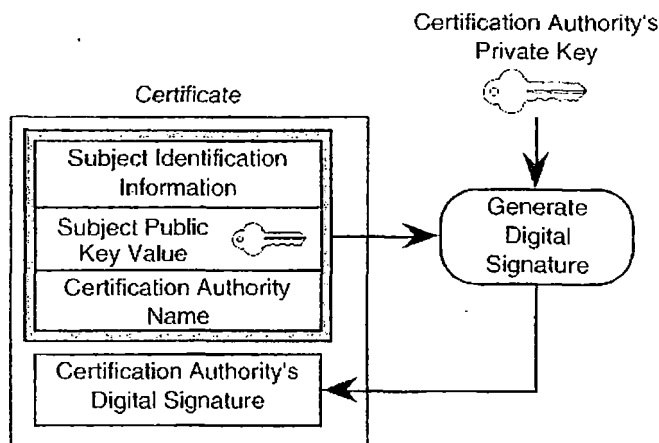 Certification Authority's
Private Key
Certificate
Subject Identification
Information
Subject Public
Key Value
Certification Authority
Name
Generate
Digital
Signature
Certification Authority's
Digital Signature